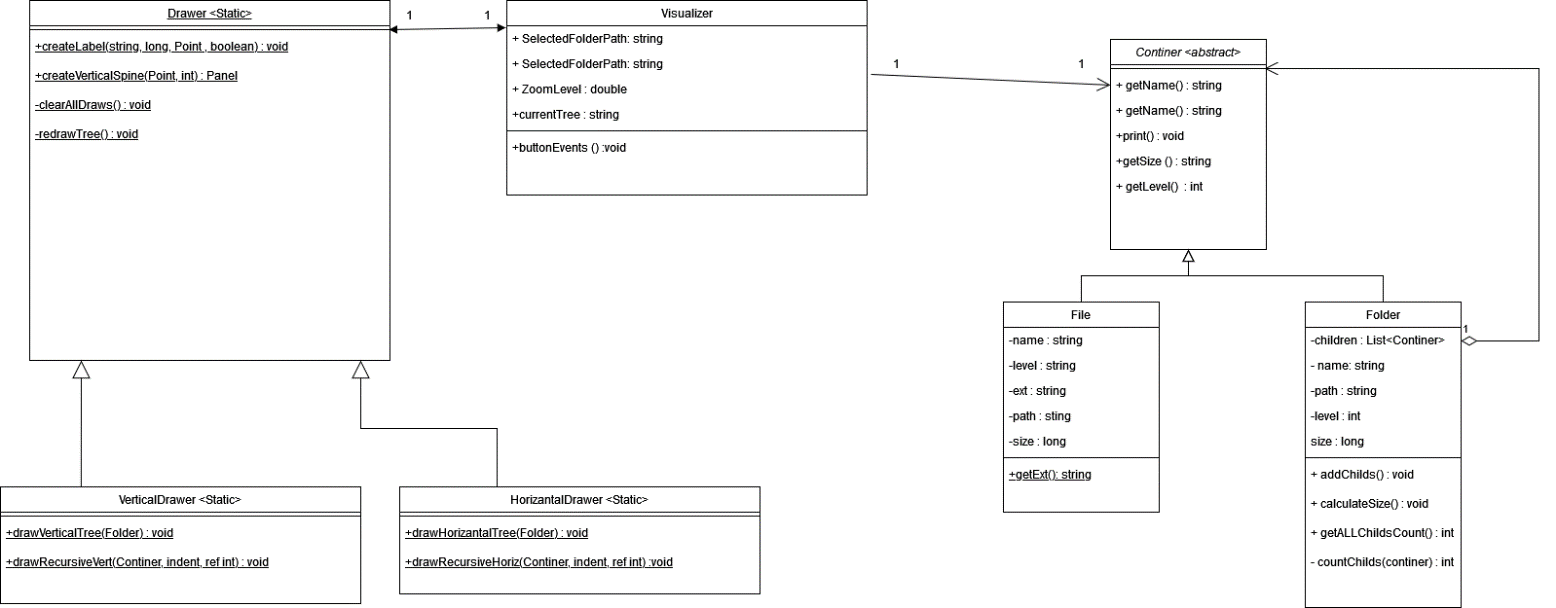 Drawer <Static>
+createLabel(string, long, Point , boolean) : void
+createVerticalSpine(Point, int) : Panel
-clearAllDraws() : void
-redrawTree() : void
1
1
Visualizer
+ SelectedFolderPath: string
+ SelectedFolderPath: string
+ ZoomLevel : double
+currentTree : string
+buttonEvents () :void
1
1
Continer <abstract>
+ getName() : string
+ getName() : string
+print() : void
+getSize () : string
+ getLevel()  : int
File
-name : string
-level : string
-ext : string
-path : sting
-size : long
+getExt(): string
Folder
-children : List<Continer>
- name: string
-path : string
-level : int
size : long
+ addChilds() : void
+ calculateSize() : void
+ getALLChildsCount() : int
- countChilds(continer) : int
1
VerticalDrawer <Static>
+drawVerticalTree(Folder) : void
+drawRecursiveVert(Continer, indent, ref int) : void
HorizantalDrawer <Static>
+drawHorizantalTree(Folder) : void
+drawRecursiveHoriz(Continer, indent, ref int) :void